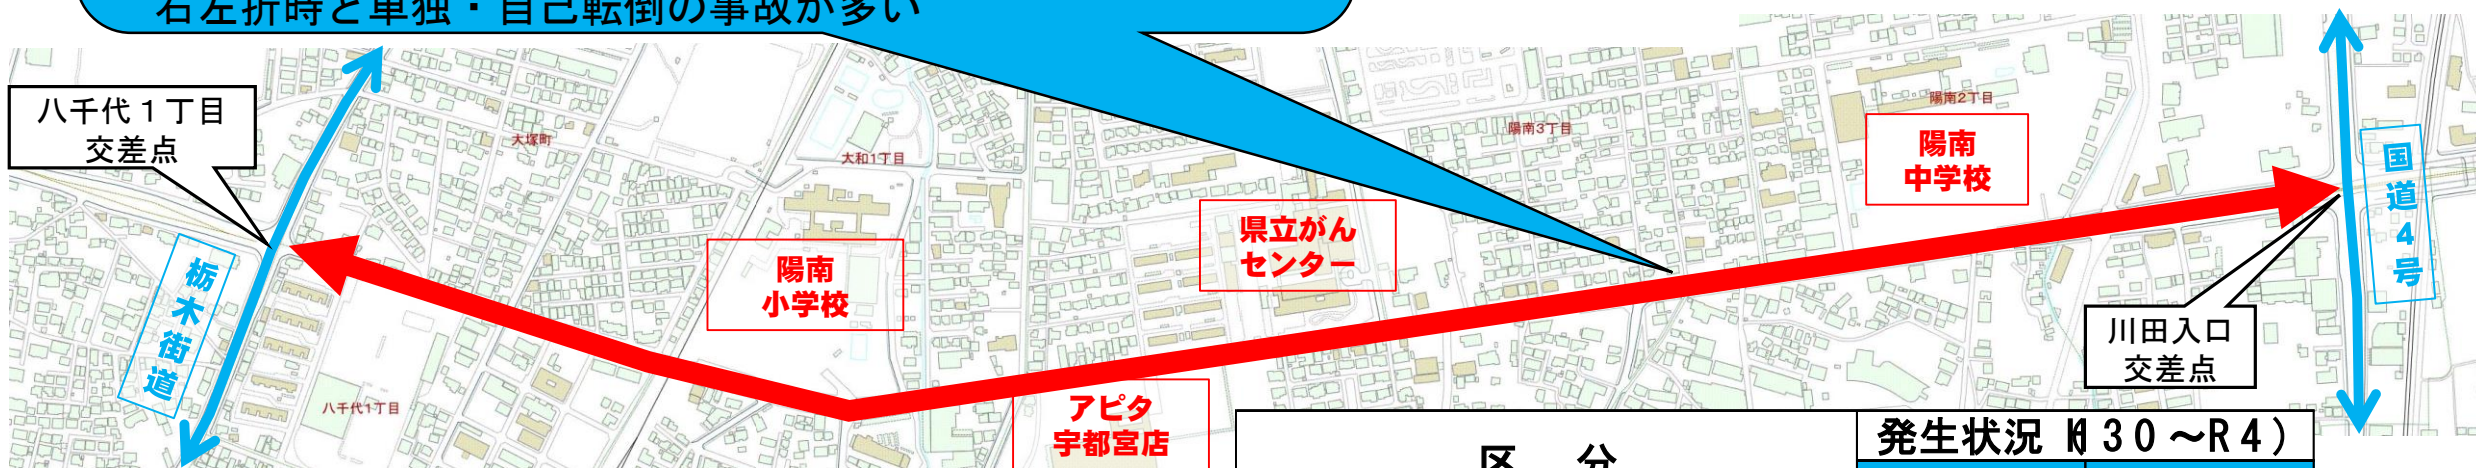 右左折時と単独・自己転倒の事故が多い
八千代１丁目
交差点
大塚町
大和1丁目
陽南3丁目
陽南2丁目
陽南
中学校
国道４号
県立がん
センター
陽南
小学校
栃木街道
川田入口
交差点
八千代1丁目
アピタ
宇都宮店
区　分
発生状況 ３０～Ｒ４）